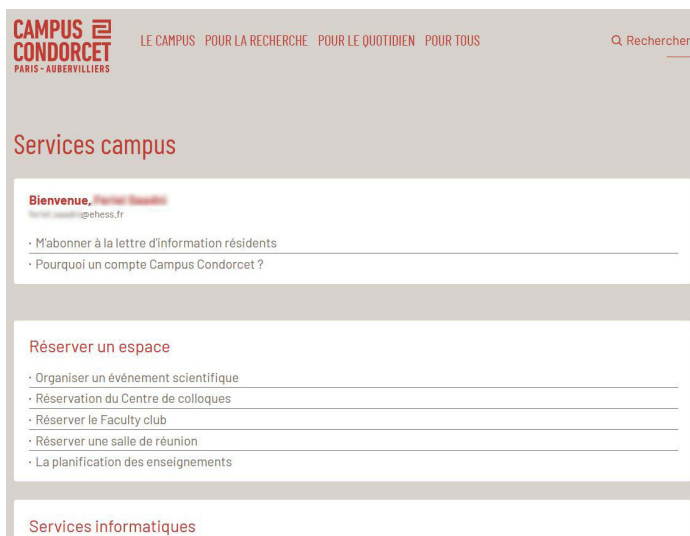 CAMPUS
CONDORCET
PARIS - AUBERVILLIERS
LE CAMPUS POUR LA RECHERCHE POUR LE QUOTIDIEN POUR TOUS
Rechercher
Services campus
Bienvenue,
@ehess.fr
· M'abonner à la lettre d'information résidents
· Pourquoi un compte Campus Condorcet ?
Réserver un espace
· Organiser un événement scientifique
· Réservation du Centre de colloques
· Réserver le Faculty club
· Réserver une salle de réunion
· La planification des enseignements
Services informatiques